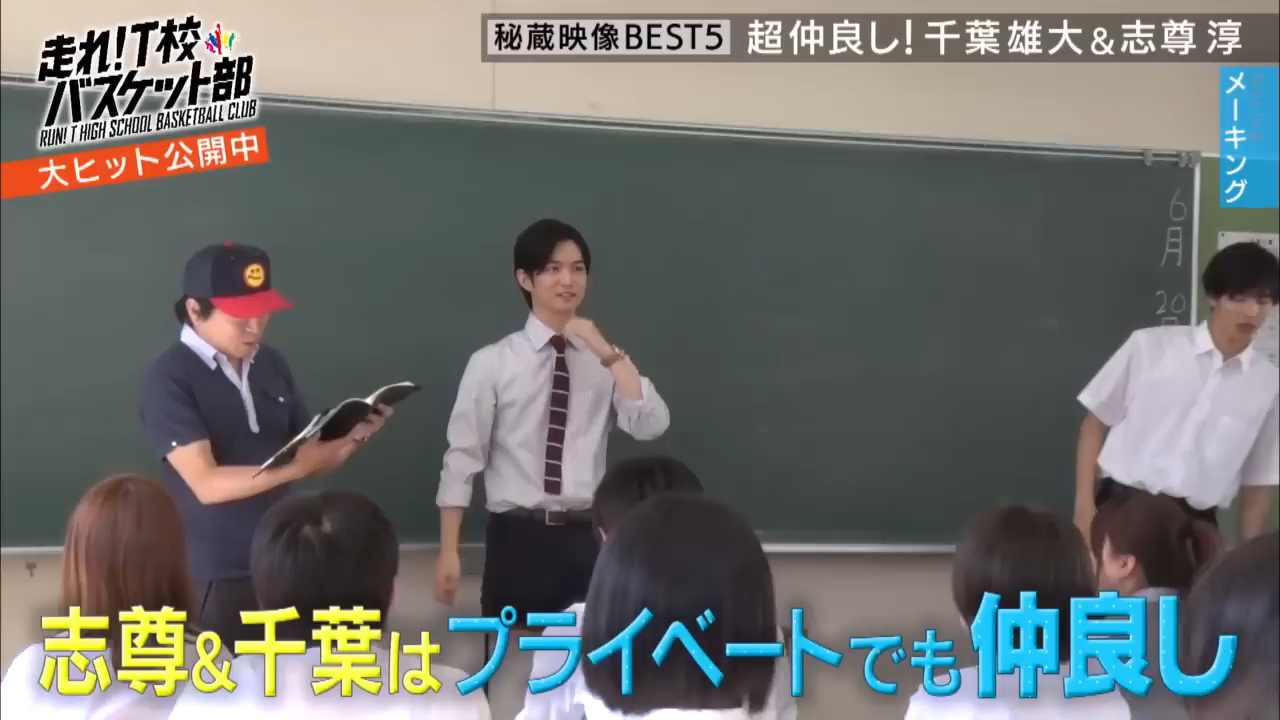 走れ!T校
バスケット部
RUN! T HIGH SCHOOL BASKETBALL CLUB
大ヒット公開中
秘蔵映像BEST5
超仲良し!千葉雄大&志尊淳
メーキング
6月
20
志尊&千葉はプライベートでも仲良し